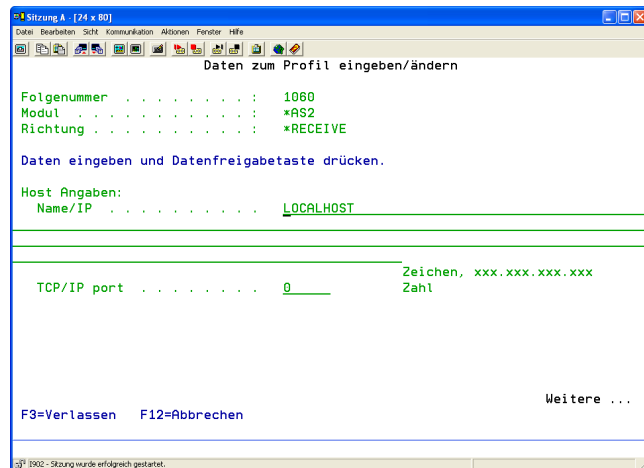 Sitzung A - [24 x 80]
Datei Bearbeiten Sicht Kommunikation Aktionen Fenster Hilfe
Daten zum Profil eingeben/ändern
Folgenummer . . . . . . . . : 1060
Modul . . . . . . . . . . . : *AS2
Richtung . . . . . . . . . . : *RECEIVE
Daten eingeben und Datenfreigabetaste drücken.
Host Angaben:
Name/IP . . . . . . . . . . LOCALHOST
Zeichen, xxx.xxx.xxx.xxx
TCP/IP port . . . . . . . . 0 Zahl
Weitere ...
F3=Verlassen F12=Abbrechen
I902 - Sitzung wurde erfolgreich gestartet.